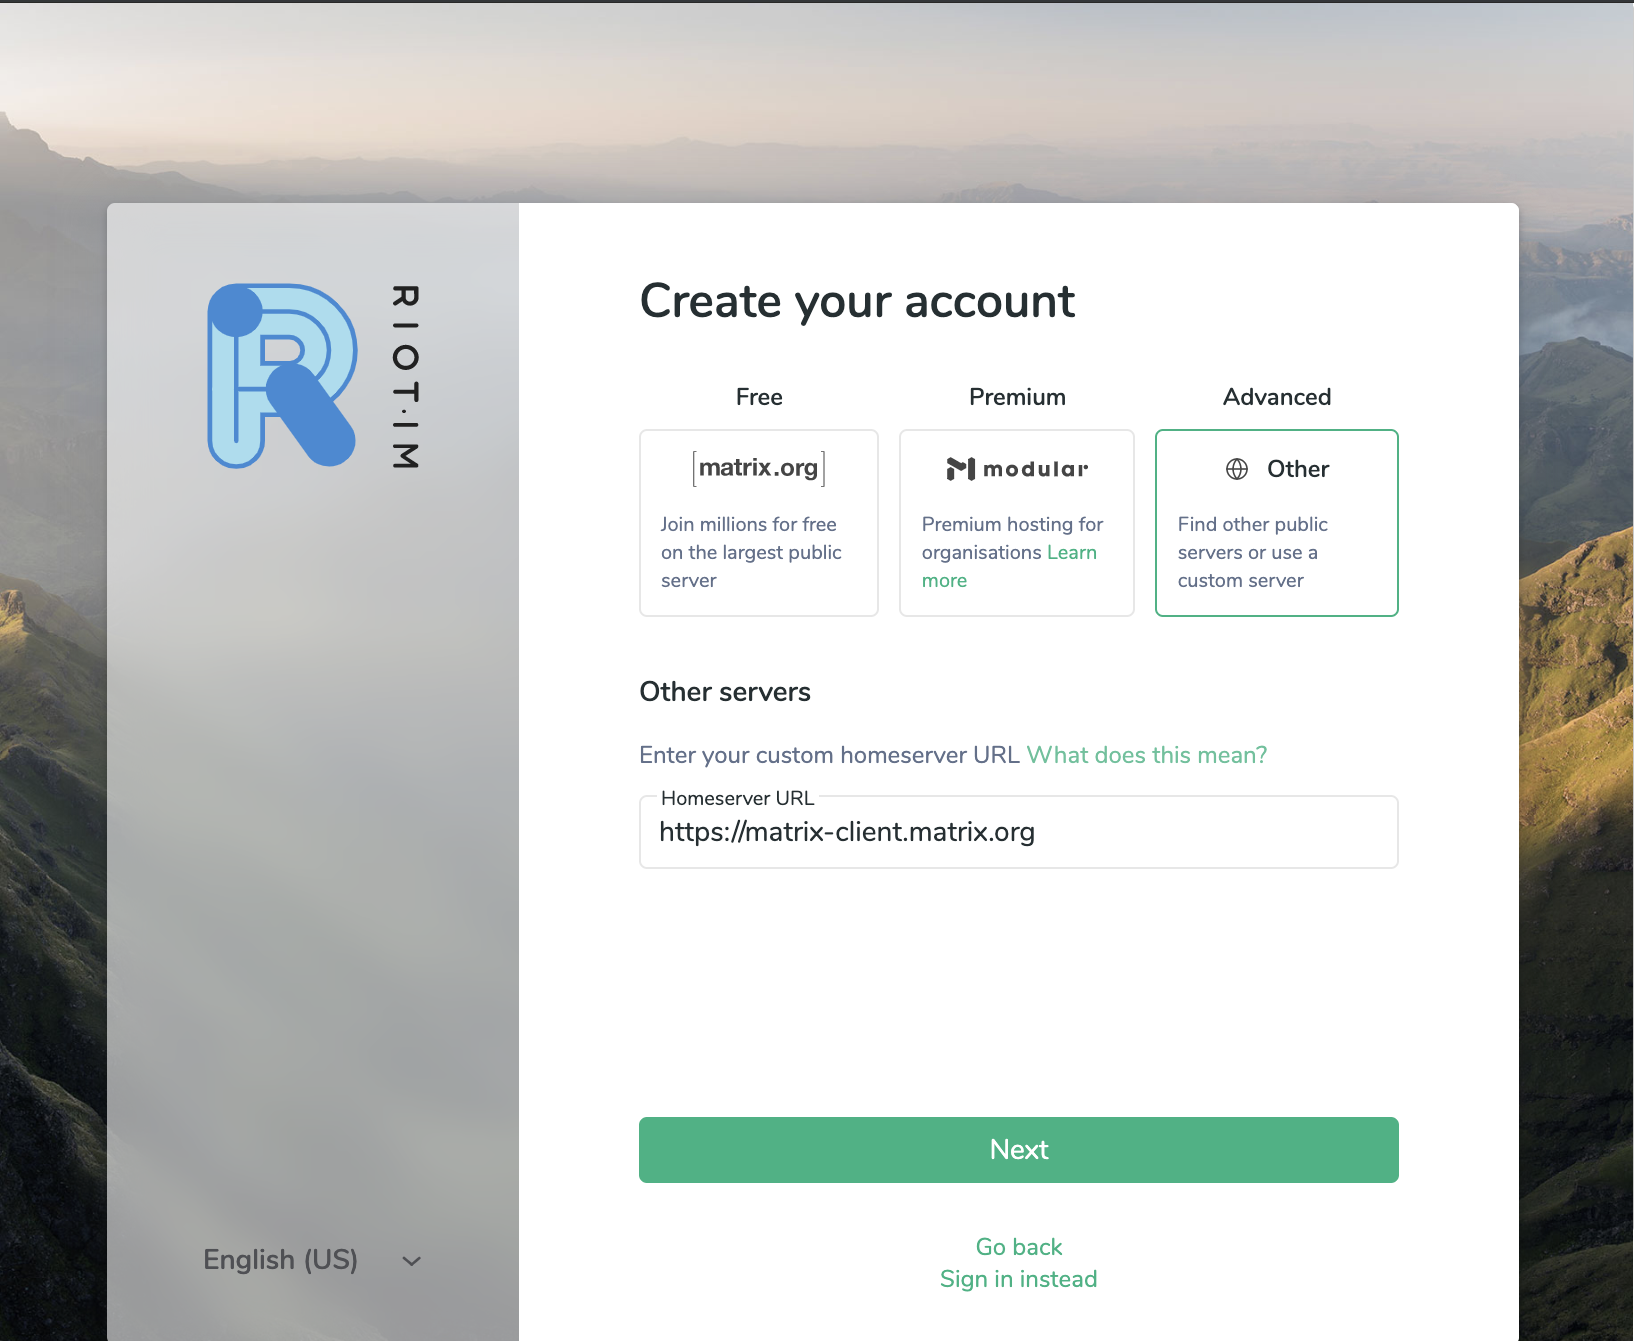 RIOT·IM
Create your account
Free
[matrix.org]
Join millions for free
on the largest public
server
Premium
modular
Premium hosting for
organisations Learn
more
Advanced
Other
Find other public
servers or use a
custom server
Other servers
Enter your custom homeserver URL What does this mean?
Homeserver URL
https://matrix-client.matrix.org
Next
Go back
Sign in instead
English (US)